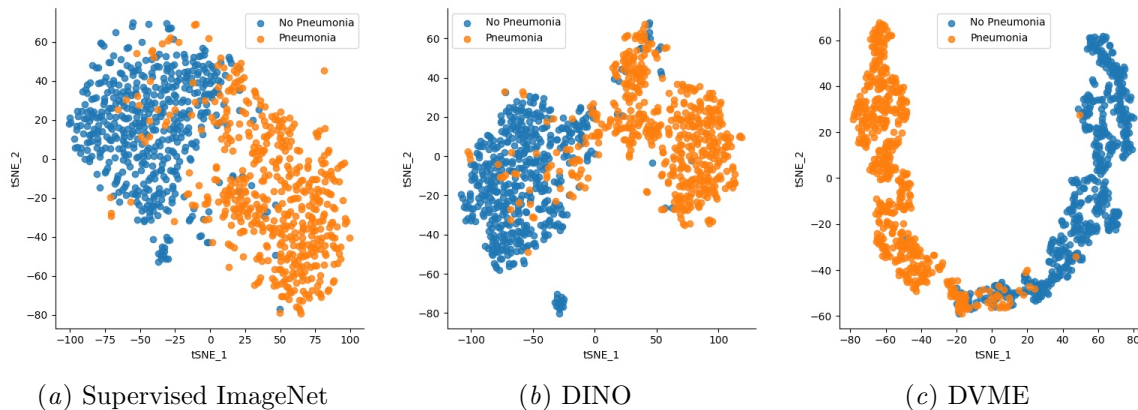 No Pneumonia
Pneumonia
60
40
20
0
−20
−40
−60
−80
−100 −75 −50 −25 0 25 50 75 100
tSNE_1
tSNE_2
(a) Supervised ImageNet
No Pneumonia
Pneumonia
60
40
20
0
−20
−40
−60
−80
−100 −50 0 50 100
tSNE_1
tSNE_2
(b) DINO
No Pneumonia
Pneumonia
60
40
20
0
−20
−40
−60
−80 −60 −40 −20 0 20 40 60 80
tSNE_1
tSNE_2
(c) DVME